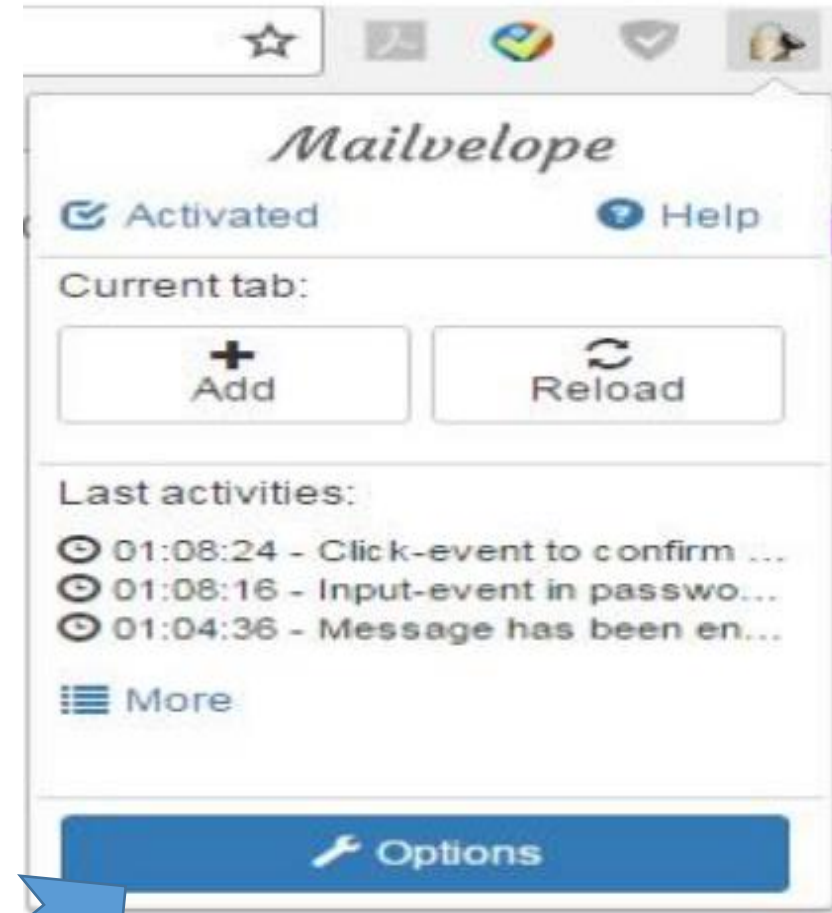 Mailvelope
Activated Help
Current tab:
Add Reload
Last activities:
01:08:24 - Click-event to confirm ...
01:08:16 - Input-event in passwo...
01:04:36 - Message has been en...
More
Options